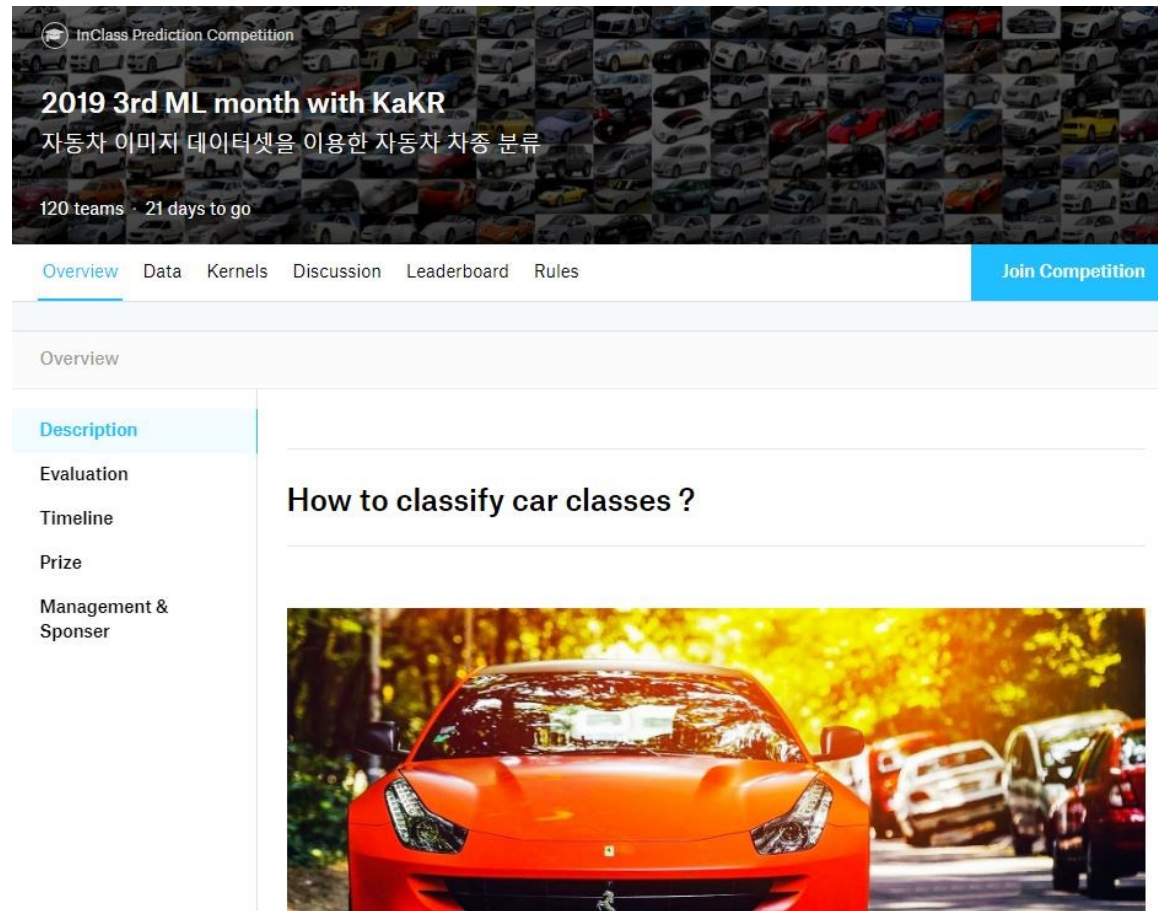 InClass Prediction Competition
2019 3rd ML month with KaKR
자동차 이미지 데이터셋을 이용한 자동차 차종 분류
120 teams · 21 days to go
Overview Data Kernels Discussion Leaderboard Rules Join Competition
Overview
Description
Evaluation
Timeline
Prize
Management &
Sponser
How to classify car classes ?